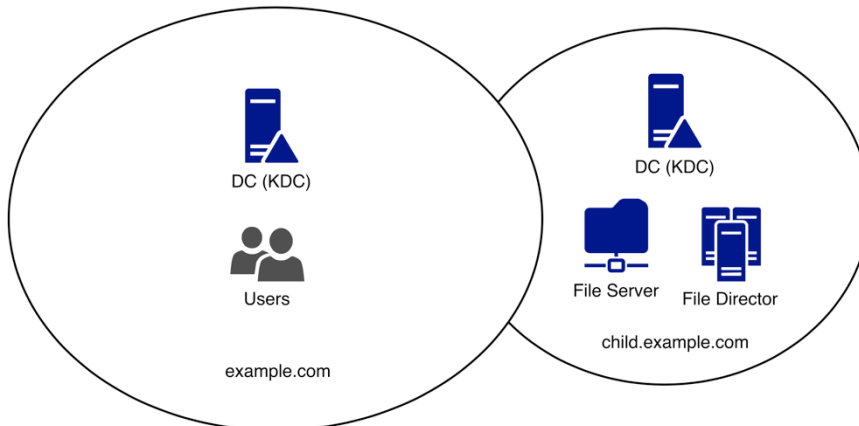 DC (KDC)
Users
example.com
DC (KDC)
File Server
File Director
child.example.com